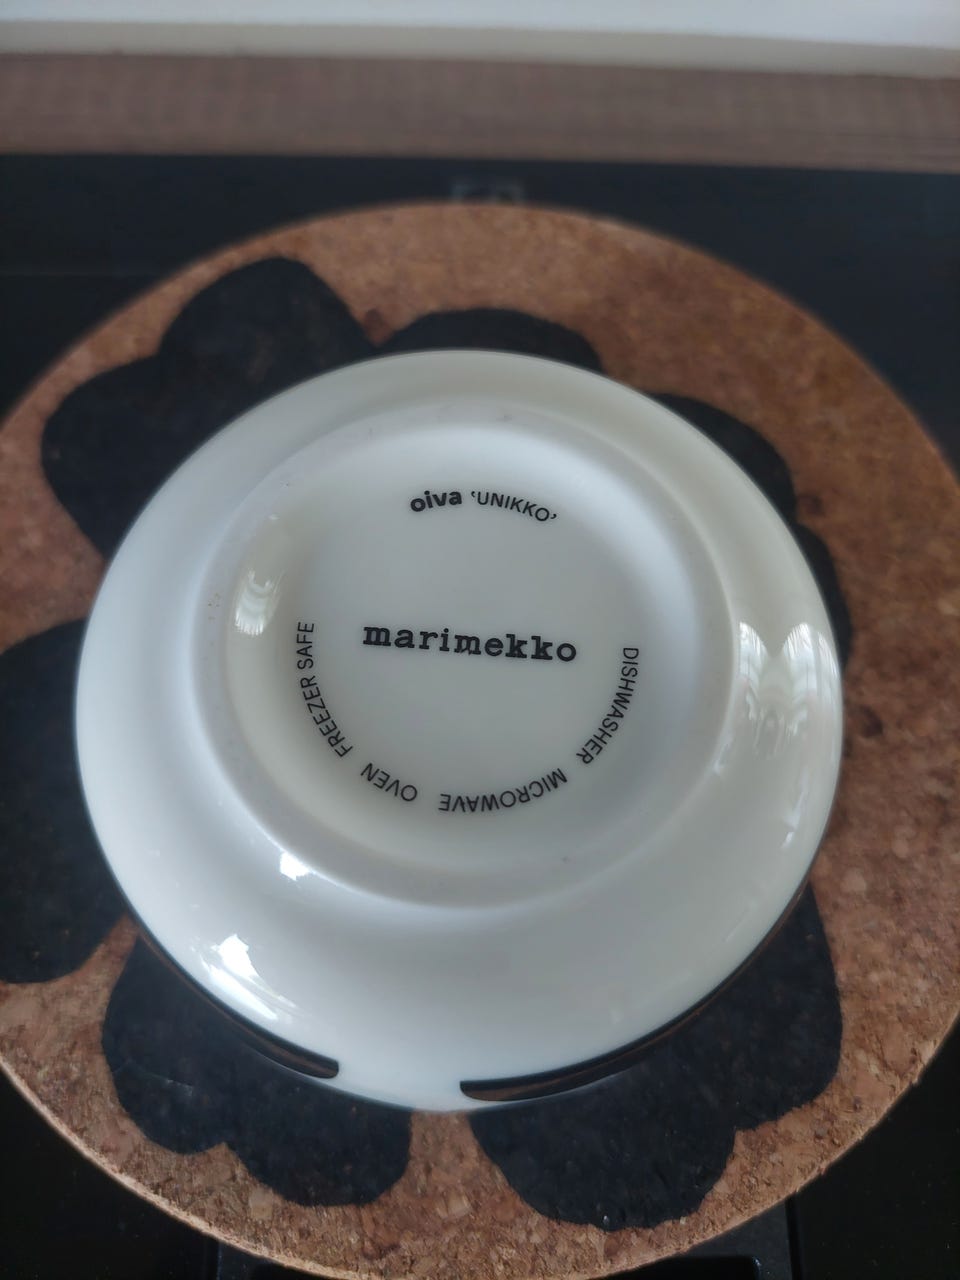 oiva ‘UNIKKO’
marimekko
DISHWASHER MICROWAVE OVEN FREEZER SAFE